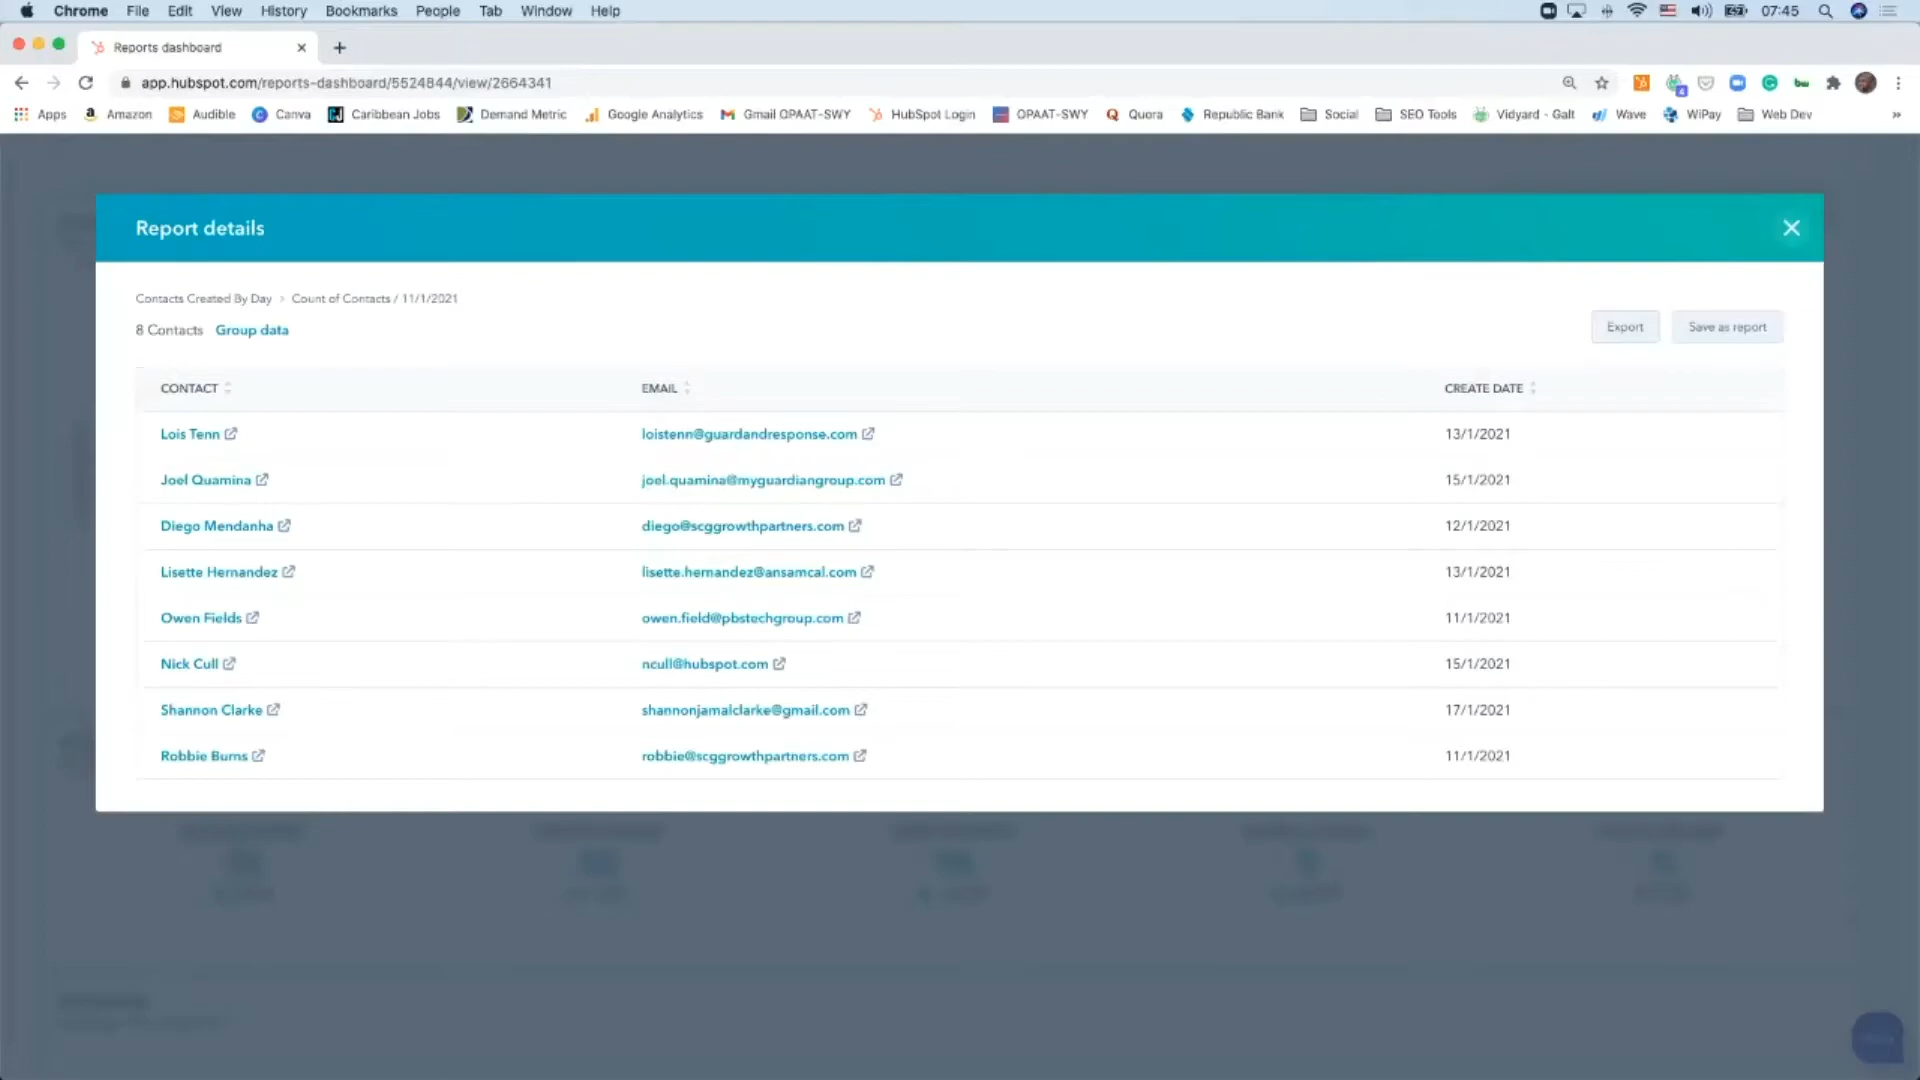 Chrome File Edit View History Bookmarks People Tab Window Help 07:45
Reports dashboard
app.hubspot.com/reports-dashboard/5524844/view/2664341
Apps Amazon Audible Canva Caribbean Jobs Demand Metric Google Analytics Gmail OPAAT-SWY HubSpot Login OPAAT-SWY Quora Republic Bank Social SEO Tools Vidyard - Galt Wave WiPay Web Dev »
Report details
Contacts Created By Day > Count of Contacts / 11/1/2021
8 Contacts Group data
Export Save as report
CONTACT EMAIL CREATE DATE
Lois Tenn loistenn@guardandresponse.com 13/1/2021
Joel Quamina joel.quamina@myguardiangroup.com 15/1/2021
Diego Mendanha diego@scggrowthpartners.com 12/1/2021
Lisette Hernandez lisette.hernandez@ansamcal.com 13/1/2021
Owen Fields owen.field@pbstechgroup.com 11/1/2021
Nick Cull ncull@hubspot.com 15/1/2021
Shannon Clarke shannonjamalclarke@gmail.com 17/1/2021
Robbie Burns robbie@scggrowthpartners.com 11/1/2021